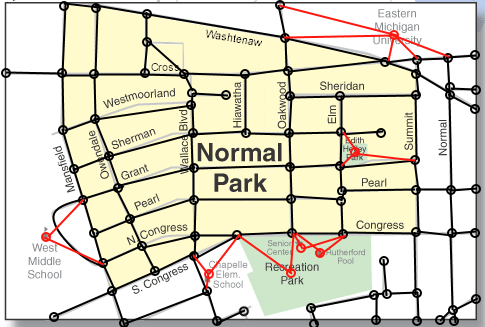 Eastern
Michigan
University
Washtenaw
Cross
Sheridan
Westmoorland
Hiawatha
Oakwood
Elm
Summit
Normal
Mansfield
Owendale
Sherman
Wallace Blvd
Edith
Park
Normal
Park
Grant
Pearl
Pearl
N. Congress
Congress
S. Congress
West
Middle
School
Chapelle
Elem.
School
Senior
Center
Rutherford
Pool
Recreation
Park